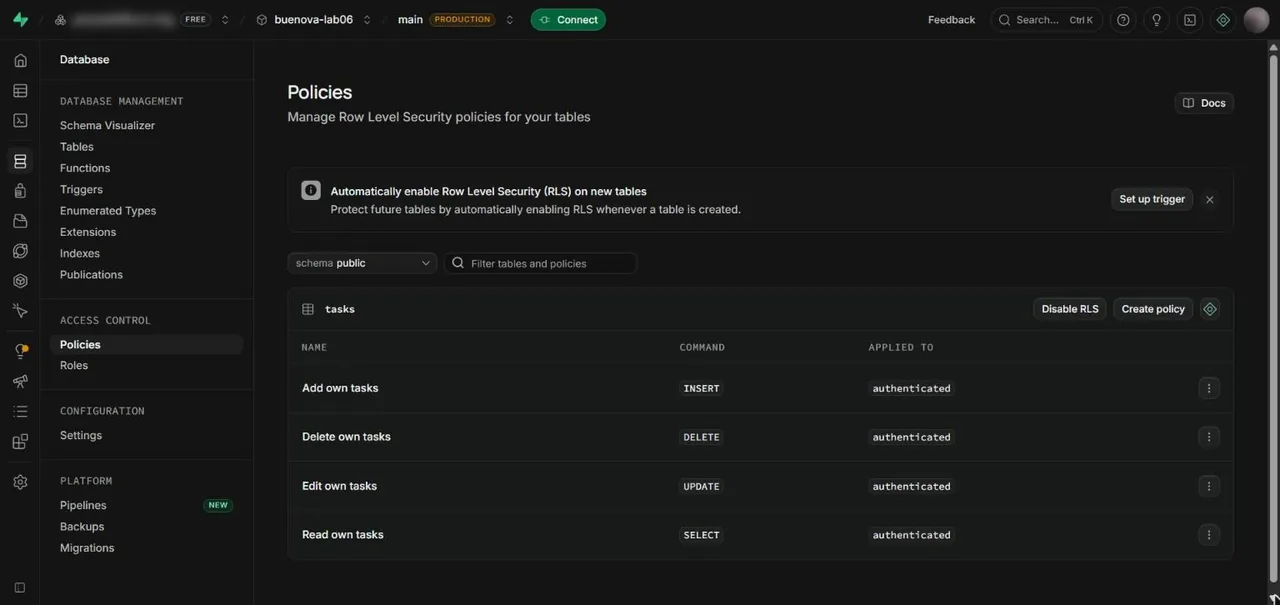 FREE buenova-lab06 main PRODUCTION Connect Feedback Search... Ctrl K
Database
DATABASE MANAGEMENT
Schema Visualizer
Tables
Functions
Triggers
Enumerated Types
Extensions
Indexes
Publications
ACCESS CONTROL
Policies
Roles
CONFIGURATION
Settings
PLATFORM
Pipelines NEW
Backups
Migrations
Policies
Manage Row Level Security policies for your tables
Docs
Automatically enable Row Level Security (RLS) on new tables
Protect future tables by automatically enabling RLS whenever a table is created.
Set up trigger
schema public Filter tables and policies
tasks Disable RLS Create policy
NAME COMMAND APPLIED TO
Add own tasks INSERT authenticated
Delete own tasks DELETE authenticated
Edit own tasks UPDATE authenticated
Read own tasks SELECT authenticated